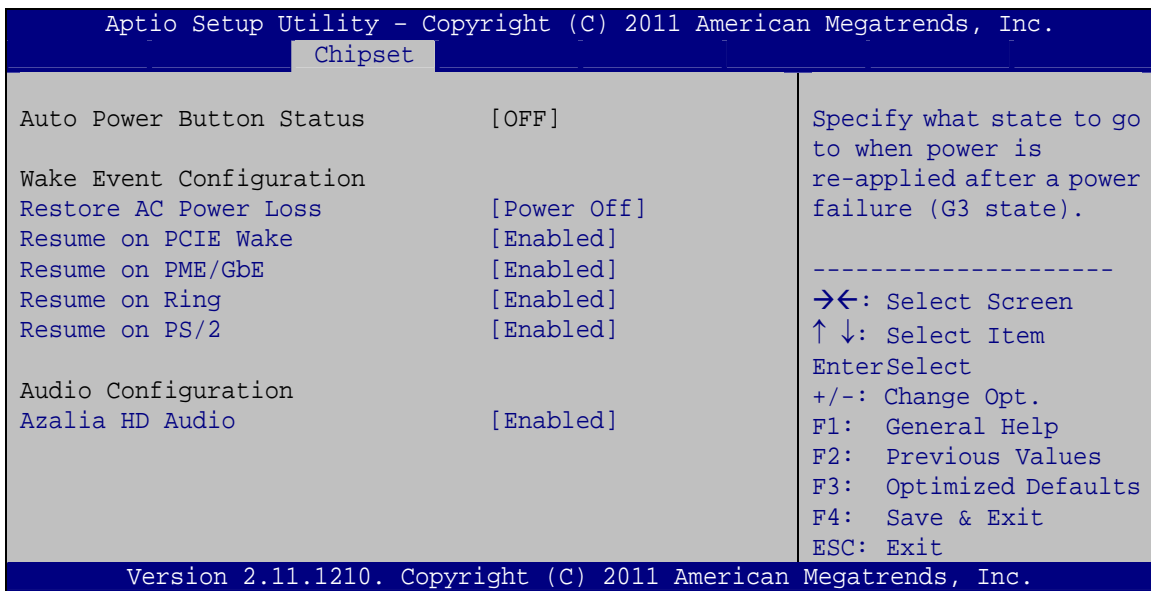 Aptio Setup Utility – Copyright (C) 2011 American Megatrends, Inc.
Chipset
Auto Power Button Status [OFF]
Wake Event Configuration
Restore AC Power Loss [Power Off]
Resume on PCIE Wake [Enabled]
Resume on PME/GbE [Enabled]
Resume on Ring [Enabled]
Resume on PS/2 [Enabled]
Audio Configuration
Azalia HD Audio [Enabled]
Specify what state to go
to when power is
re-applied after a power
failure (G3 state).
---------------------
→←: Select Screen
↑ ↓: Select Item
EnterSelect
+/-: Change Opt.
F1: General Help
F2: Previous Values
F3: Optimized Defaults
F4: Save & Exit
ESC: Exit
Version 2.11.1210. Copyright (C) 2011 American Megatrends, Inc.